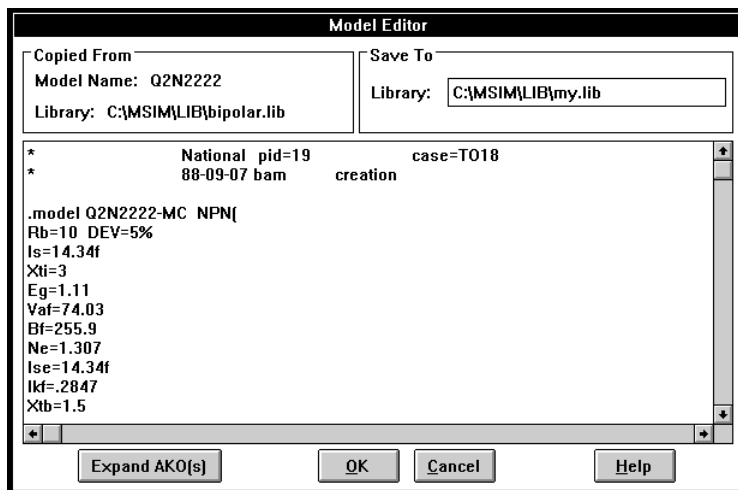 Model Editor
Copied From
Model Name: Q2N2222
Library: C:\MSIM\LIB\bipolar.lib
Save To
Library: C:\MSIM\LIB\my.lib
* National pid=19 case=TO18
* 88-09-07 bam creation
.model Q2N2222-MC NPN(
Rb=10 DEV=5%
Is=14.34f
Xti=3
Eg=1.11
Vaf=74.03
Bf=255.9
Ne=1.307
Ise=14.34f
Ikf=.2847
Xtb=1.5
Expand AKO(s) OK Cancel Help